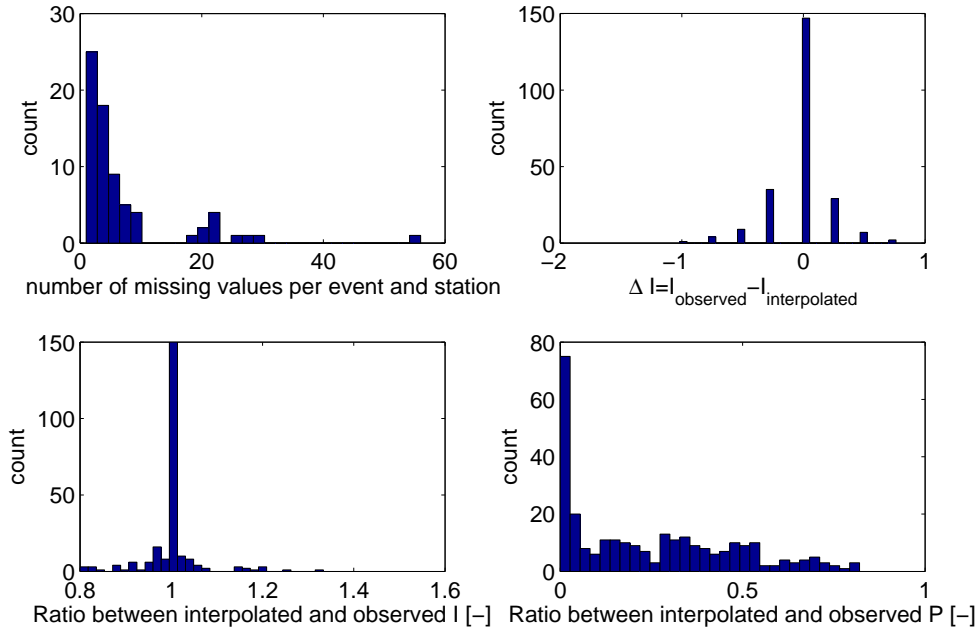 30
20
10
0
count
0 20 40 60
number of missing values per event and station
150
100
50
0
count
−2 −1 0 1
Δ I=I_observed−I_interpolated
150
100
50
0
count
0.8 1 1.2 1.4 1.6
Ratio between interpolated and observed I [−]
80
60
40
20
0
count
0 0.5 1
Ratio between interpolated and observed P [−]